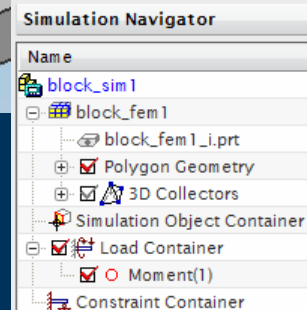 Simulation Navigator
Name
block_sim1
block_fem1
block_fem1_i.prt
Polygon Geometry
3D Collectors
Simulation Object Container
Load Container
Moment(1)
Constraint Container